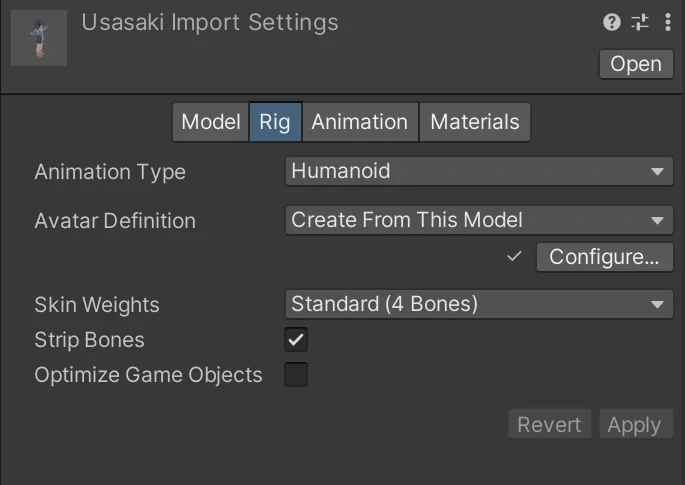 Usasaki Import Settings
Open
Model Rig Animation Materials
Animation Type Humanoid
Avatar Definition Create From This Model
Configure...
Skin Weights Standard (4 Bones)
Strip Bones
Optimize Game Objects
Revert Apply